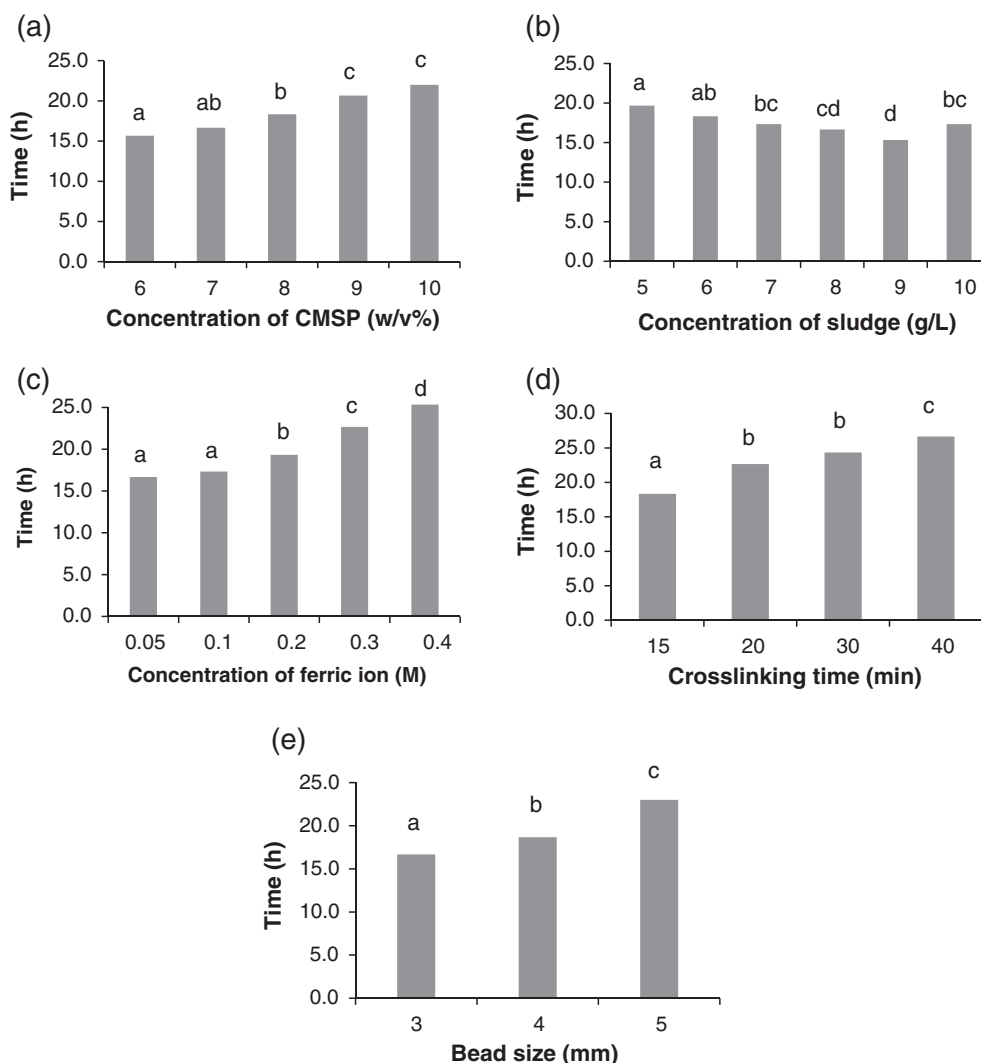 (a)
25.0
20.0
15.0
10.0
5.0
0.0
Time (h)
a
ab
b
c
c
6 7 8 9 10
Concentration of CMSP (w/v%)
(b)
25.0
20.0
15.0
10.0
5.0
0.0
Time (h)
a
ab
bc
cd
d
bc
5 6 7 8 9 10
Concentration of sludge (g/L)
(c)
25.0
20.0
15.0
10.0
5.0
0.0
Time (h)
a
a
b
c
d
0.05 0.1 0.2 0.3 0.4
Concentration of ferric ion (M)
(d)
30.0
25.0
20.0
15.0
10.0
5.0
0.0
Time (h)
a
b
b
c
15 20 30 40
Crosslinking time (min)
(e)
25.0
20.0
15.0
10.0
5.0
0.0
Time (h)
a
b
c
3 4 5
Bead size (mm)